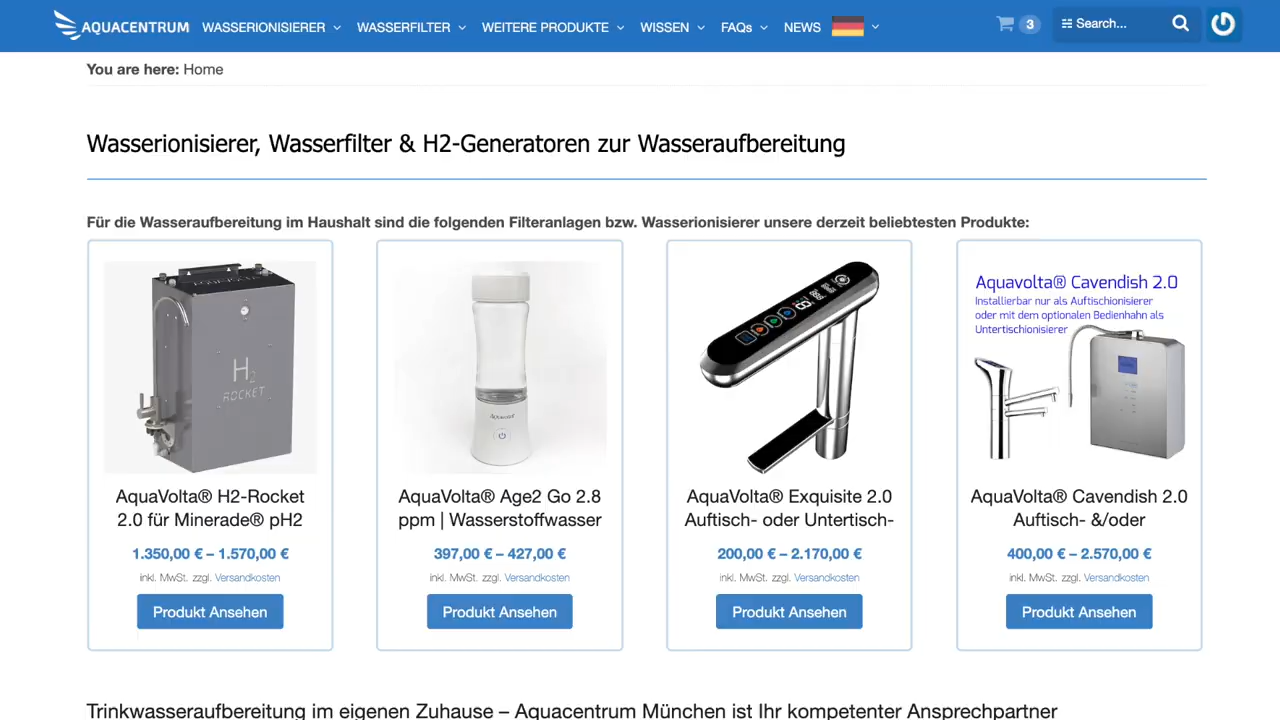 AQUACENTRUM WASSERIONISIERER WASSERFILTER WEITERE PRODUKTE WISSEN FAQs NEWS 3 Search...
You are here: Home
Wasserionisierer, Wasserfilter & H2-Generatoren zur Wasseraufbereitung
Für die Wasseraufbereitung im Haushalt sind die folgenden Filteranlagen bzw. Wasserionisierer unsere derzeit beliebtesten Produkte:
H2
ROCKET
AquaVolta® H2-Rocket
2.0 für Minerade® pH2
1.350,00 € – 1.570,00 €
inkl. MwSt. zzgl. Versandkosten
Produkt Ansehen
AquaVolta® Age2 Go 2.8
ppm | Wasserstoffwasser
397,00 € – 427,00 €
inkl. MwSt. zzgl. Versandkosten
Produkt Ansehen
AquaVolta® Exquisite 2.0
Auftisch- oder Untertisch-
200,00 € – 2.170,00 €
inkl. MwSt. zzgl. Versandkosten
Produkt Ansehen
Aquavolta® Cavendish 2.0
Installierbar nur als Auftischionisierer
oder mit dem optionalen Bedienhahn als
Untertischionisierer
AquaVolta® Cavendish 2.0
Auftisch- &/oder
400,00 € – 2.570,00 €
inkl. MwSt. zzgl. Versandkosten
Produkt Ansehen
Trinkwasseraufbereitung im eigenen Zuhause – Aquacentrum München ist Ihr kompetenter Ansprechpartner